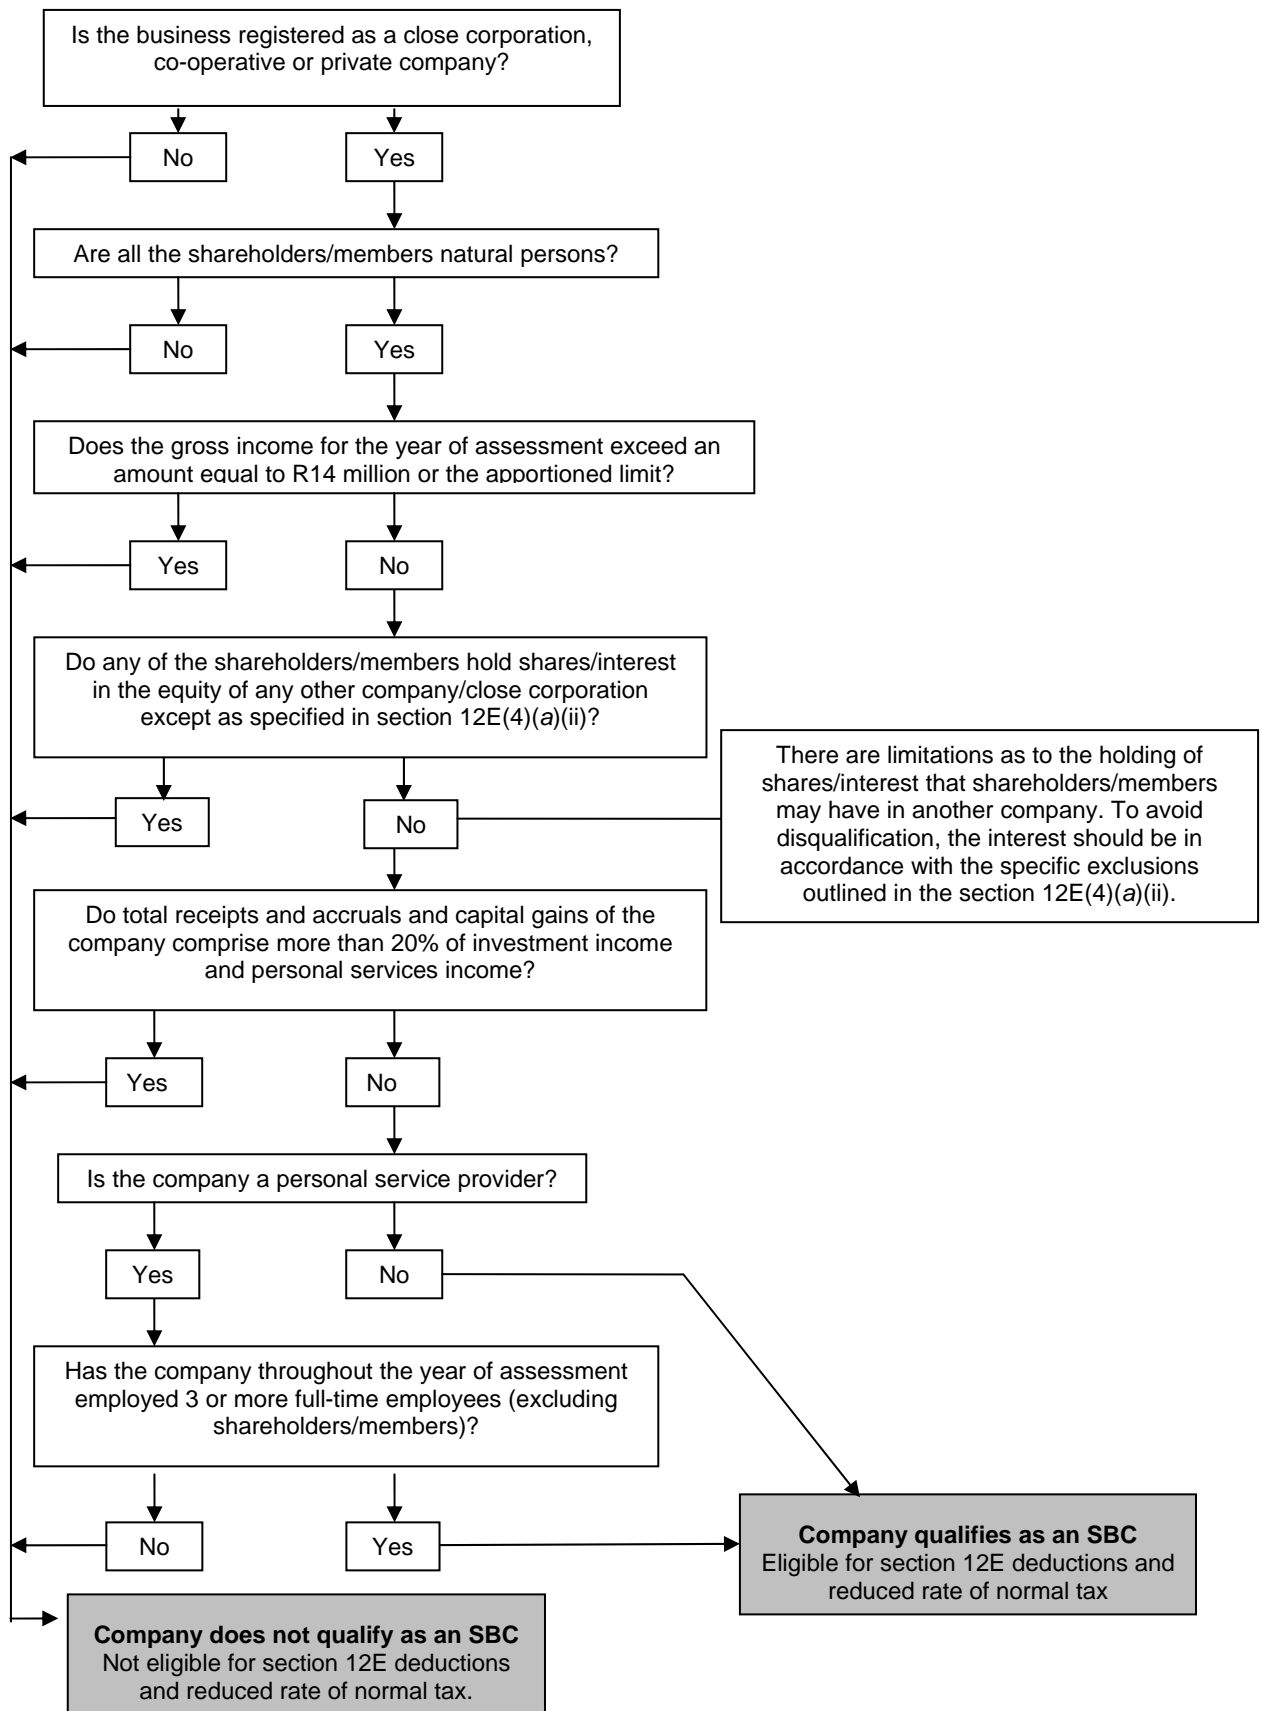 Is the business registered as a close corporation,
co-operative or private company?
No
Yes
Are all the shareholders/members natural persons?
No
Yes
Does the gross income for the year of assessment exceed an
amount equal to R14 million or the apportioned limit?
Yes
No
Do any of the shareholders/members hold shares/interest
in the equity of any other company/close corporation
except as specified in section 12E(4)(a)(ii)?
Yes
No
There are limitations as to the holding of
shares/interest that shareholders/members
may have in another company. To avoid
disqualification, the interest should be in
accordance with the specific exclusions
outlined in the section 12E(4)(a)(ii).
Do total receipts and accruals and capital gains of the
company comprise more than 20% of investment income
and personal services income?
Yes
No
Is the company a personal service provider?
Yes
No
Has the company throughout the year of assessment
employed 3 or more full-time employees (excluding
shareholders/members)?
No
Yes
Company qualifies as an SBC
Eligible for section 12E deductions and
reduced rate of normal tax
Company does not qualify as an SBC
Not eligible for section 12E deductions
and reduced rate of normal tax.